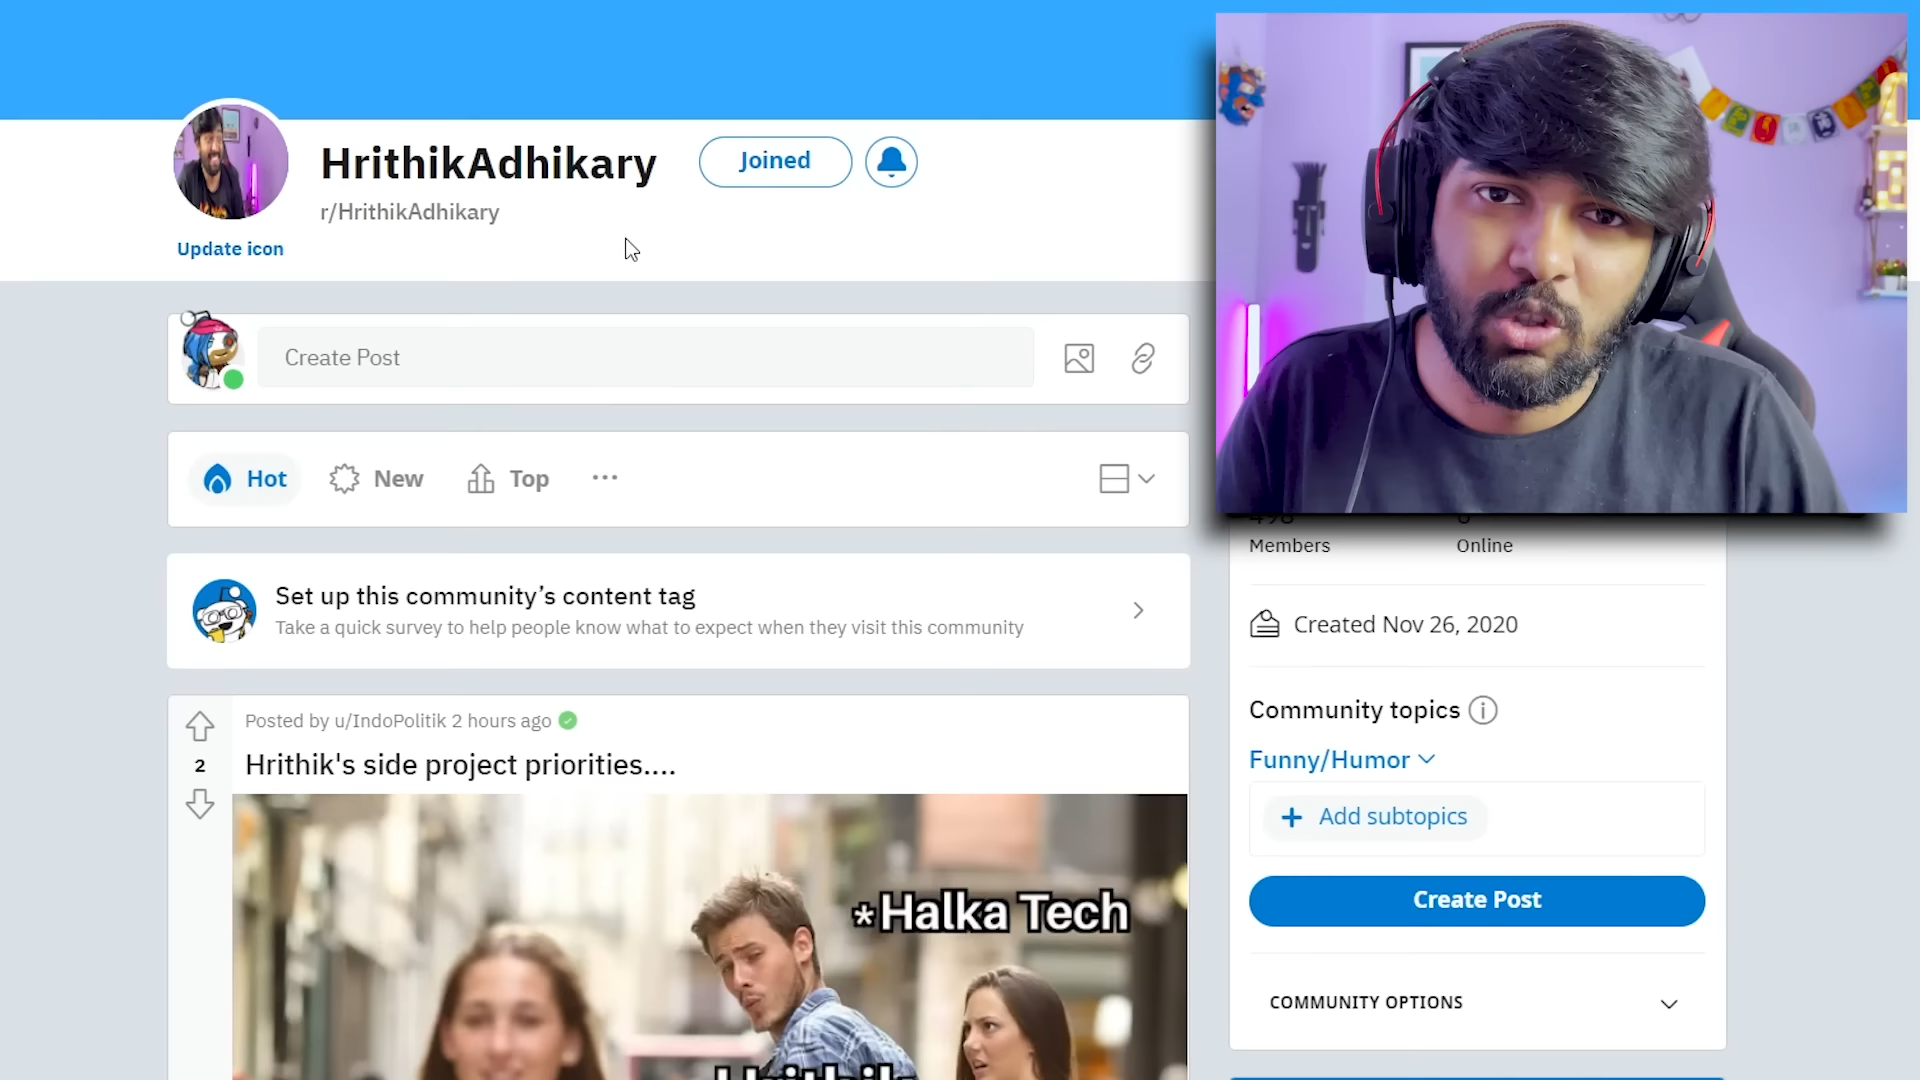 HrithikAdhikary
Joined
r/HrithikAdhikary
Update icon
Create Post
Hot
New
Top
Members
Online
Set up this community’s content tag
Take a quick survey to help people know what to expect when they visit this community
Created Nov 26, 2020
Community topics
Funny/Humor
Add subtopics
Create Post
COMMUNITY OPTIONS
2
Posted by u/IndoPolitik 2 hours ago
Hrithik's side project priorities....
*Halka Tech